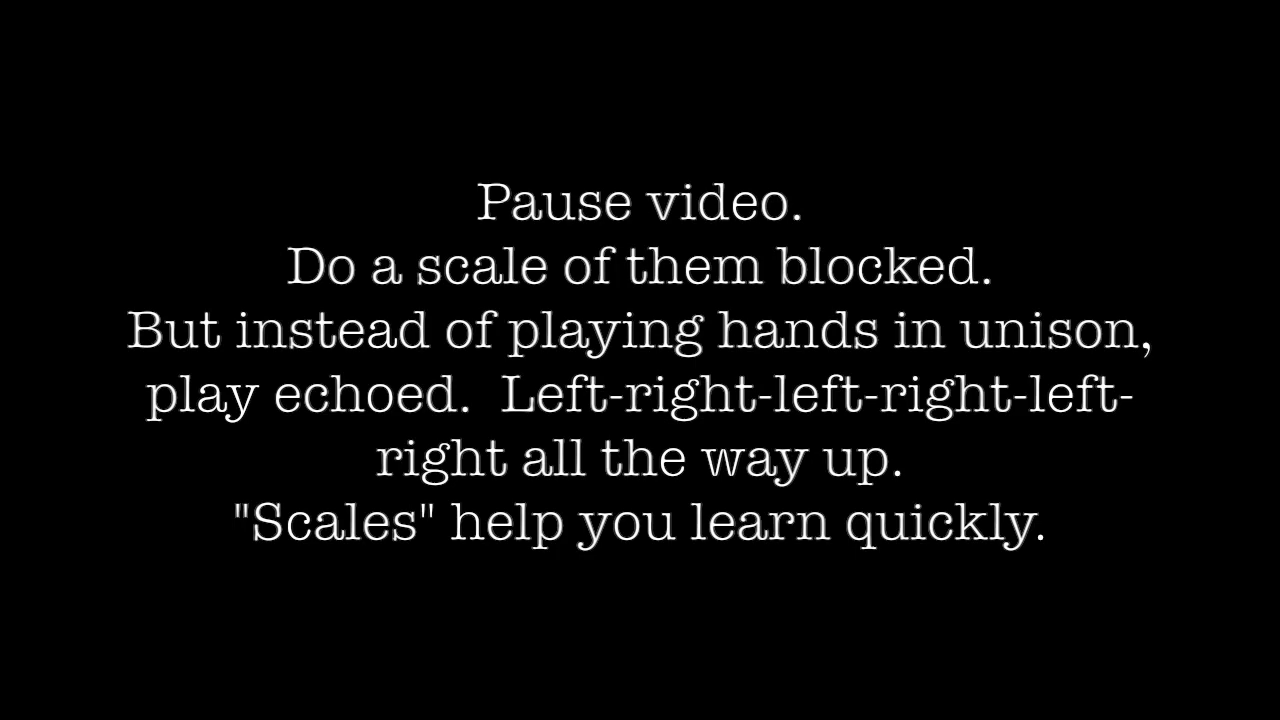 Pause video.
Do a scale of them blocked.
But instead of playing hands in unison,
play echoed.  Left-right-left-right-left-
right all the way up.
"Scales" help you learn quickly.